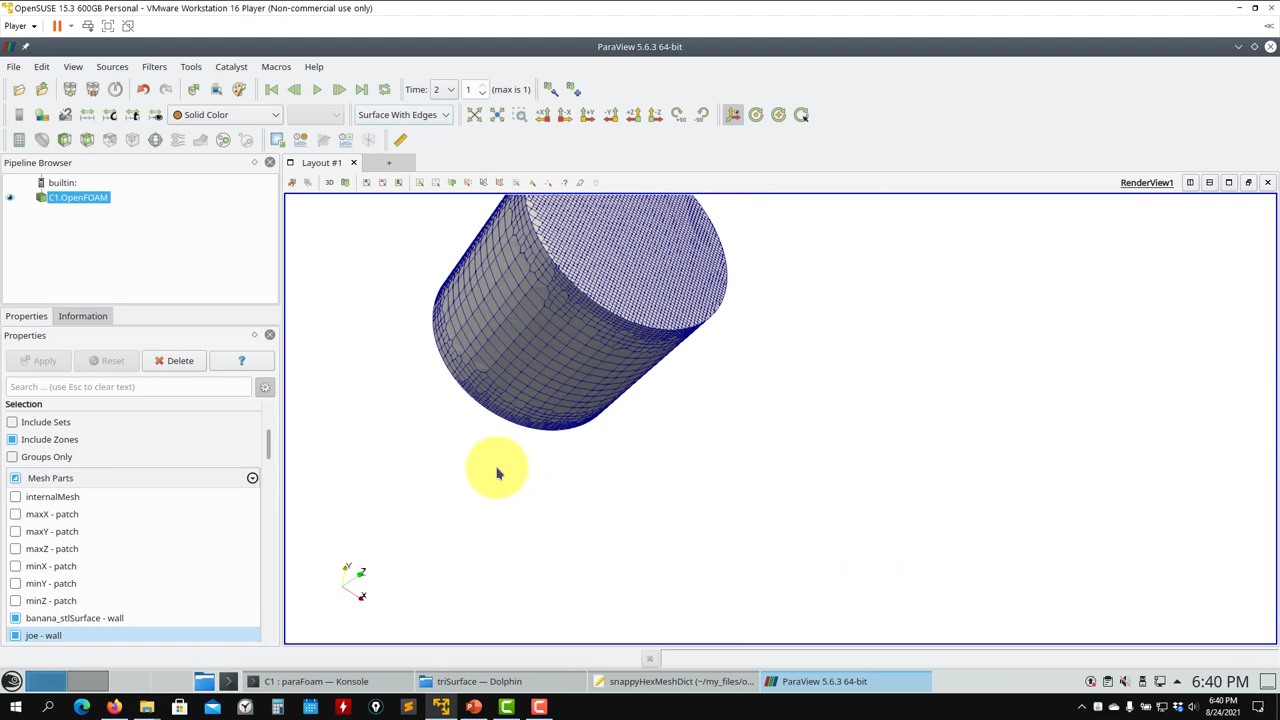 OpenSUSE 15.3 600GB Personal - VMware Workstation 16 Player (Non-commercial use only)
Player
ParaView 5.6.3 64-bit
File Edit View Sources Filters Tools Catalyst Macros Help
Time: 2 1 (max is 1)
Solid Color Surface With Edges +X -X +Y -Y +Z -Z -90 +90
Pipeline Browser
Layout #1 +
builtin:
3D
RenderView1
C1.OpenFOAM
Properties Information
Properties
Apply Reset Delete ?
Search ... (use Esc to clear text)
Selection
Include Sets
Include Zones
Groups Only
Mesh Parts
internalMesh
maxX - patch
maxY - patch
maxZ - patch
minX - patch
minY - patch
minZ - patch
banana_stlSurface - wall
joe - wall
Y
Z
X
C1 : paraFoam — Konsole
triSurface — Dolphin
snappyHexMeshDict (~/my_files/o...
ParaView 5.6.3 64-bit
6:40 PM
6:40 PM
8/24/2021